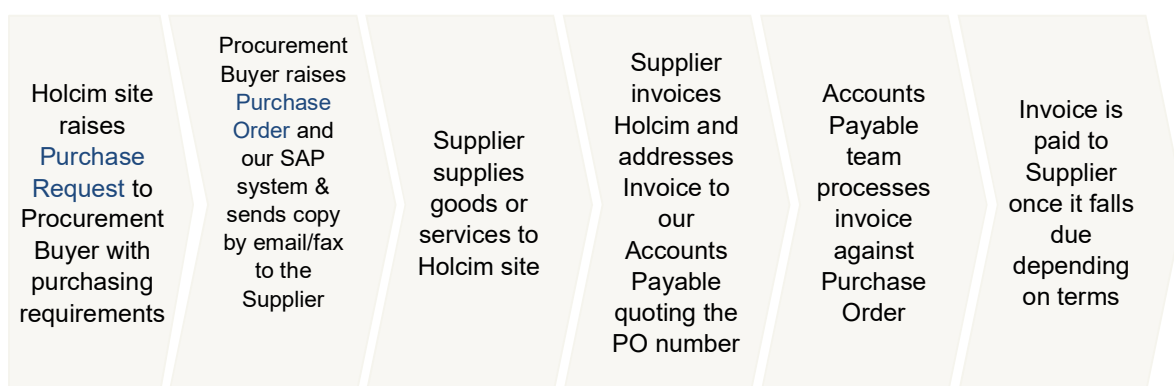 Holcim site
raises
Purchase
Request to
Procurement
Buyer with
purchasing
requirements
Procurement
Buyer raises
Purchase
Order and
our SAP
system &
sends copy
by email/fax
to the
Supplier
Supplier
supplies
goods or
services to
Holcim site
Supplier
invoices
Holcim and
addresses
Invoice to
our
Accounts
Payable
quoting the
PO number
Accounts
Payable
team
processes
invoice
against
Purchase
Order
Invoice is
paid to
Supplier
once it falls
due
depending
on terms